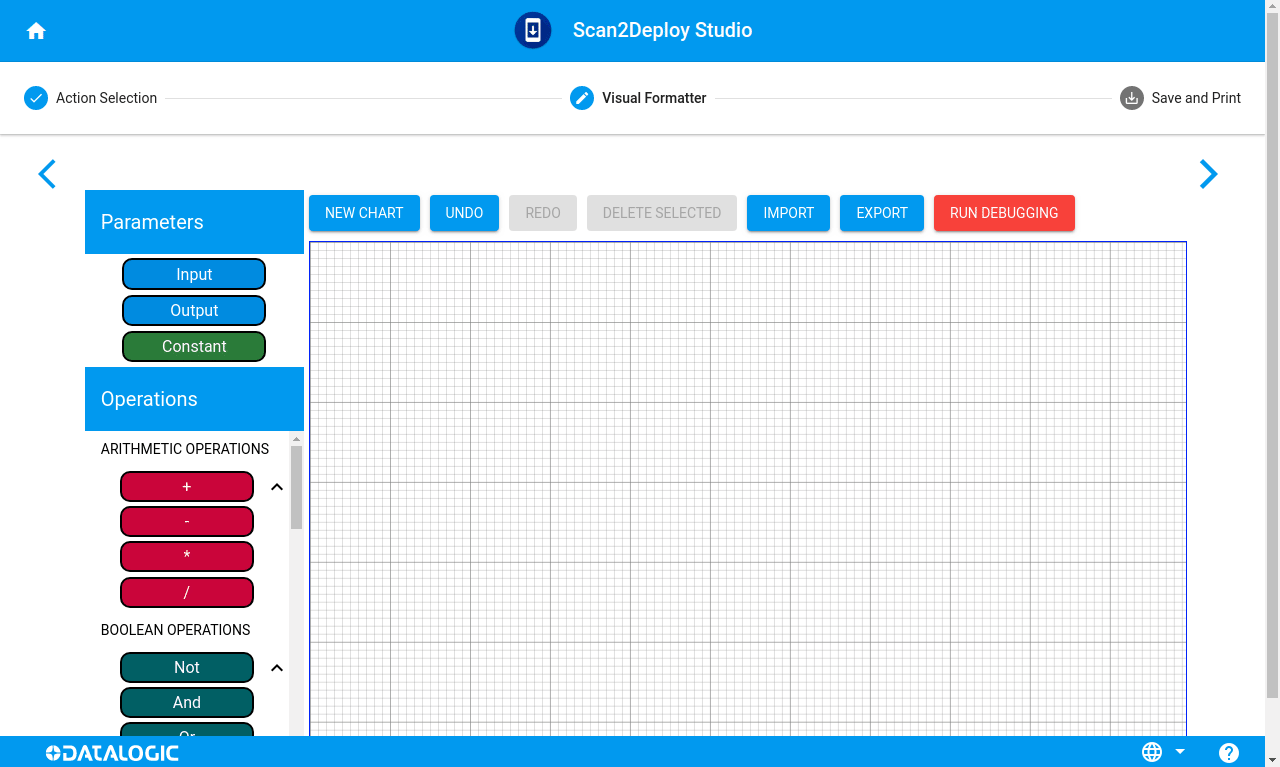 Scan2Deploy Studio
Action Selection
Visual Formatter
Save and Print
Parameters
NEW CHART
UNDO
REDO
DELETE SELECTED
IMPORT
EXPORT
RUN DEBUGGING
Input
Output
Constant
Operations
ARITHMETIC OPERATIONS
+
-
*
/
BOOLEAN OPERATIONS
Not
And
Or
DATALOGIC